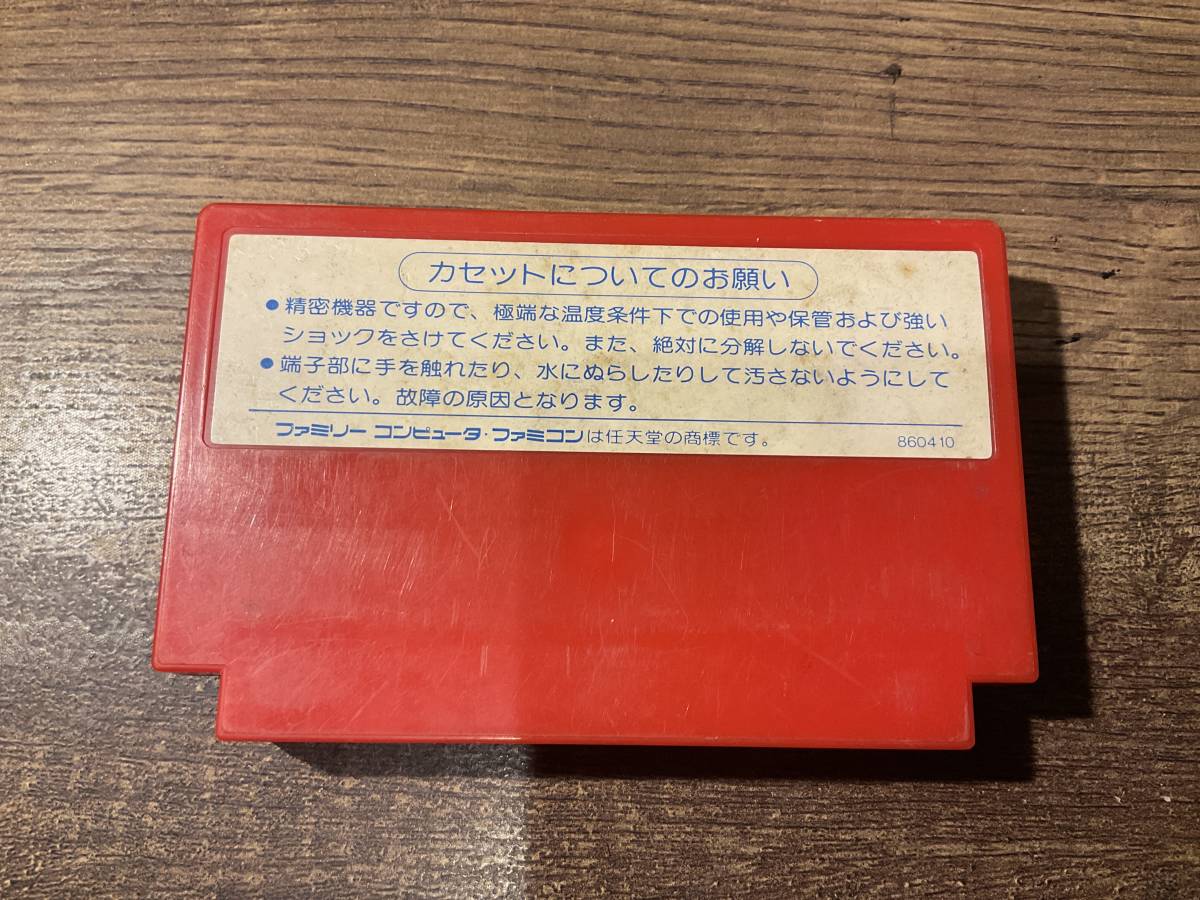 カセットについてのお願い
●精密機器ですので、極端な温度条件下での使用や保管および強い
ショックをさけてください。また、絶対に分解しないでください。
●端子部に手を触れたり、水にぬらしたりして汚さないようにして
ください。故障の原因となります。
ファミリー コンピュータ・ファミコンは任天堂の商標です。 860410